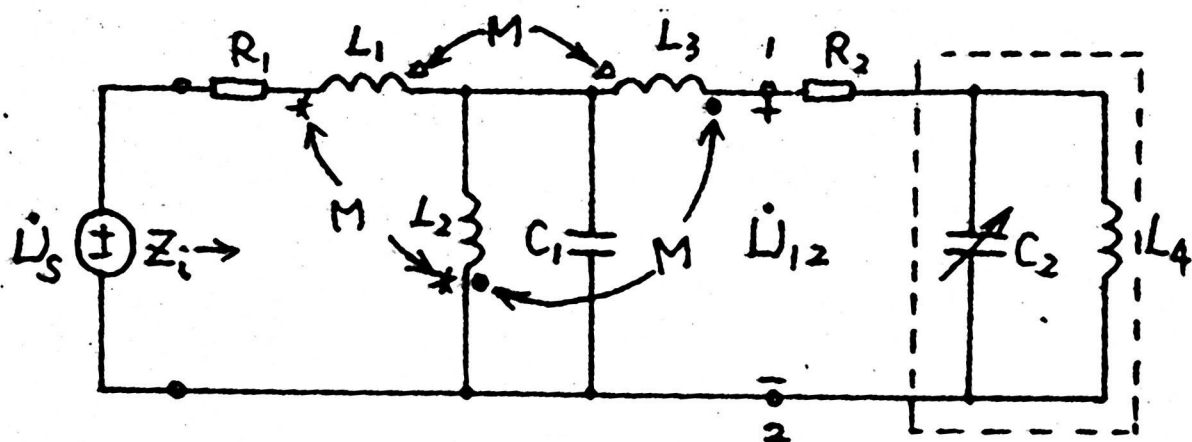 M
R₁
L₁
L₃
1
R₂
+
M
L₂
C₁
M
U̇ₛ
Zᵢ→
U̇₁₂
C₂
L₄
−
2